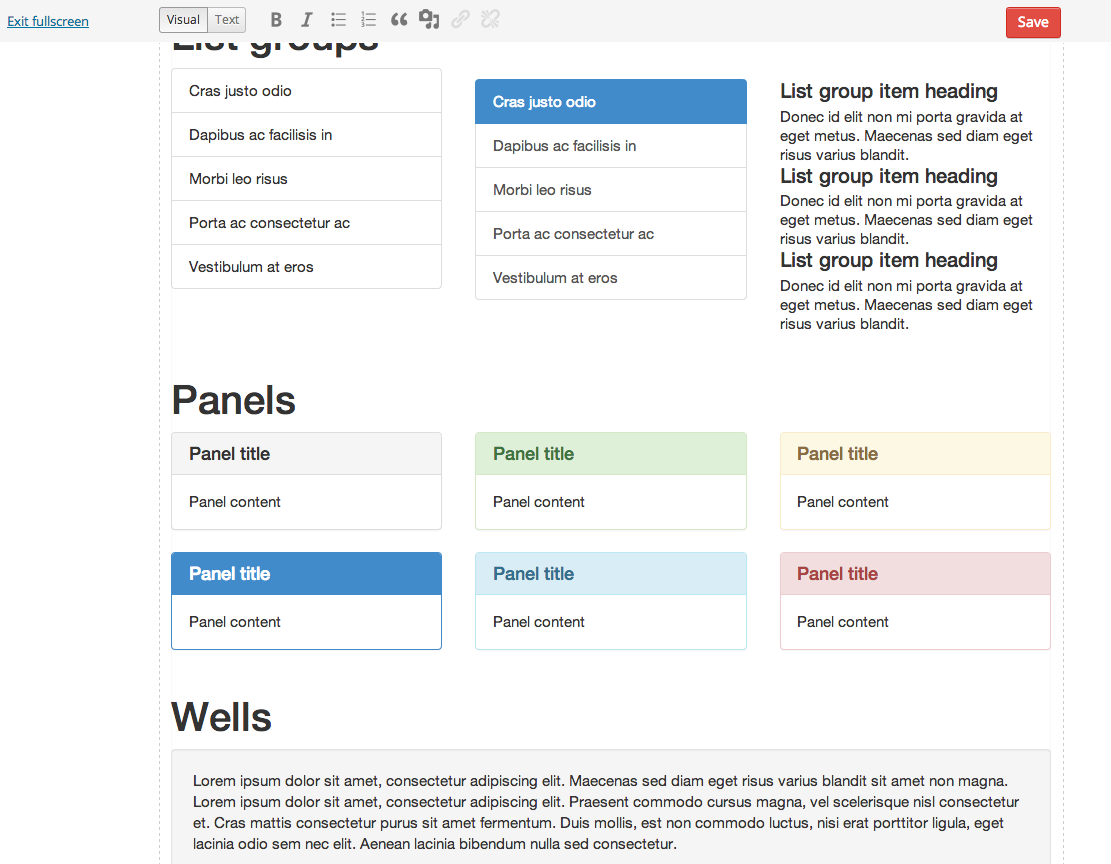 Exit fullscreen
Visual Text B I Save
List groups
Cras justo odio
Dapibus ac facilisis in
Morbi leo risus
Porta ac consectetur ac
Vestibulum at eros
Cras justo odio
Dapibus ac facilisis in
Morbi leo risus
Porta ac consectetur ac
Vestibulum at eros
List group item heading
Donec id elit non mi porta gravida at
eget metus. Maecenas sed diam eget
risus varius blandit.
List group item heading
Donec id elit non mi porta gravida at
eget metus. Maecenas sed diam eget
risus varius blandit.
List group item heading
Donec id elit non mi porta gravida at
eget metus. Maecenas sed diam eget
risus varius blandit.
Panels
Panel title
Panel content
Panel title
Panel content
Panel title
Panel content
Panel title
Panel content
Panel title
Panel content
Panel title
Panel content
Wells
Lorem ipsum dolor sit amet, consectetur adipiscing elit. Maecenas sed diam eget risus varius blandit sit amet non magna.
Lorem ipsum dolor sit amet, consectetur adipiscing elit. Praesent commodo cursus magna, vel scelerisque nisl consectetur
et. Cras mattis consectetur purus sit amet fermentum. Duis mollis, est non commodo luctus, nisi erat porttitor ligula, eget
lacinia odio sem nec elit. Aenean lacinia bibendum nulla sed consectetur.